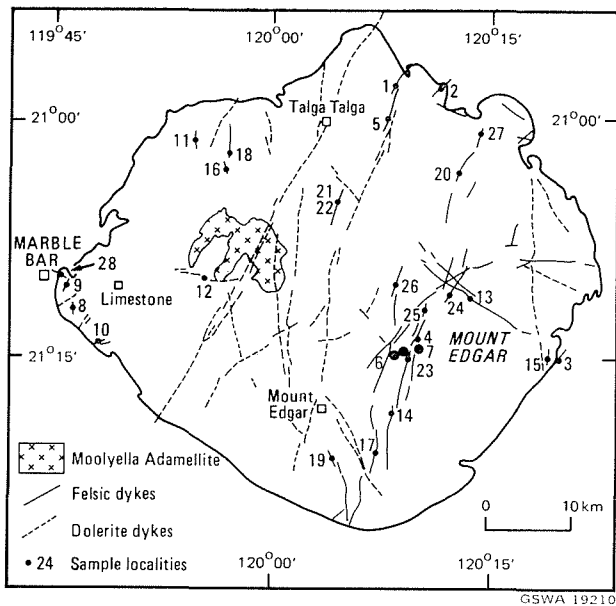 119°45' 120°00' 120°15'
1 2
Talga Talga
21°00' 21°00'
5
11 18 27
16 20
21
22
MARBLE
BAR 28
9 12 26 13
Limestone 24
8 25
10 4 MOUNT
21°15' 7 EDGAR 21°15'
6 23 15 3
Mount
Edgar 14
Moolyella Adamellite 19 17
Felsic dykes 0 10 km
Dolerite dykes
24 Sample localities
120°00' 120°15'
GSWA 19210